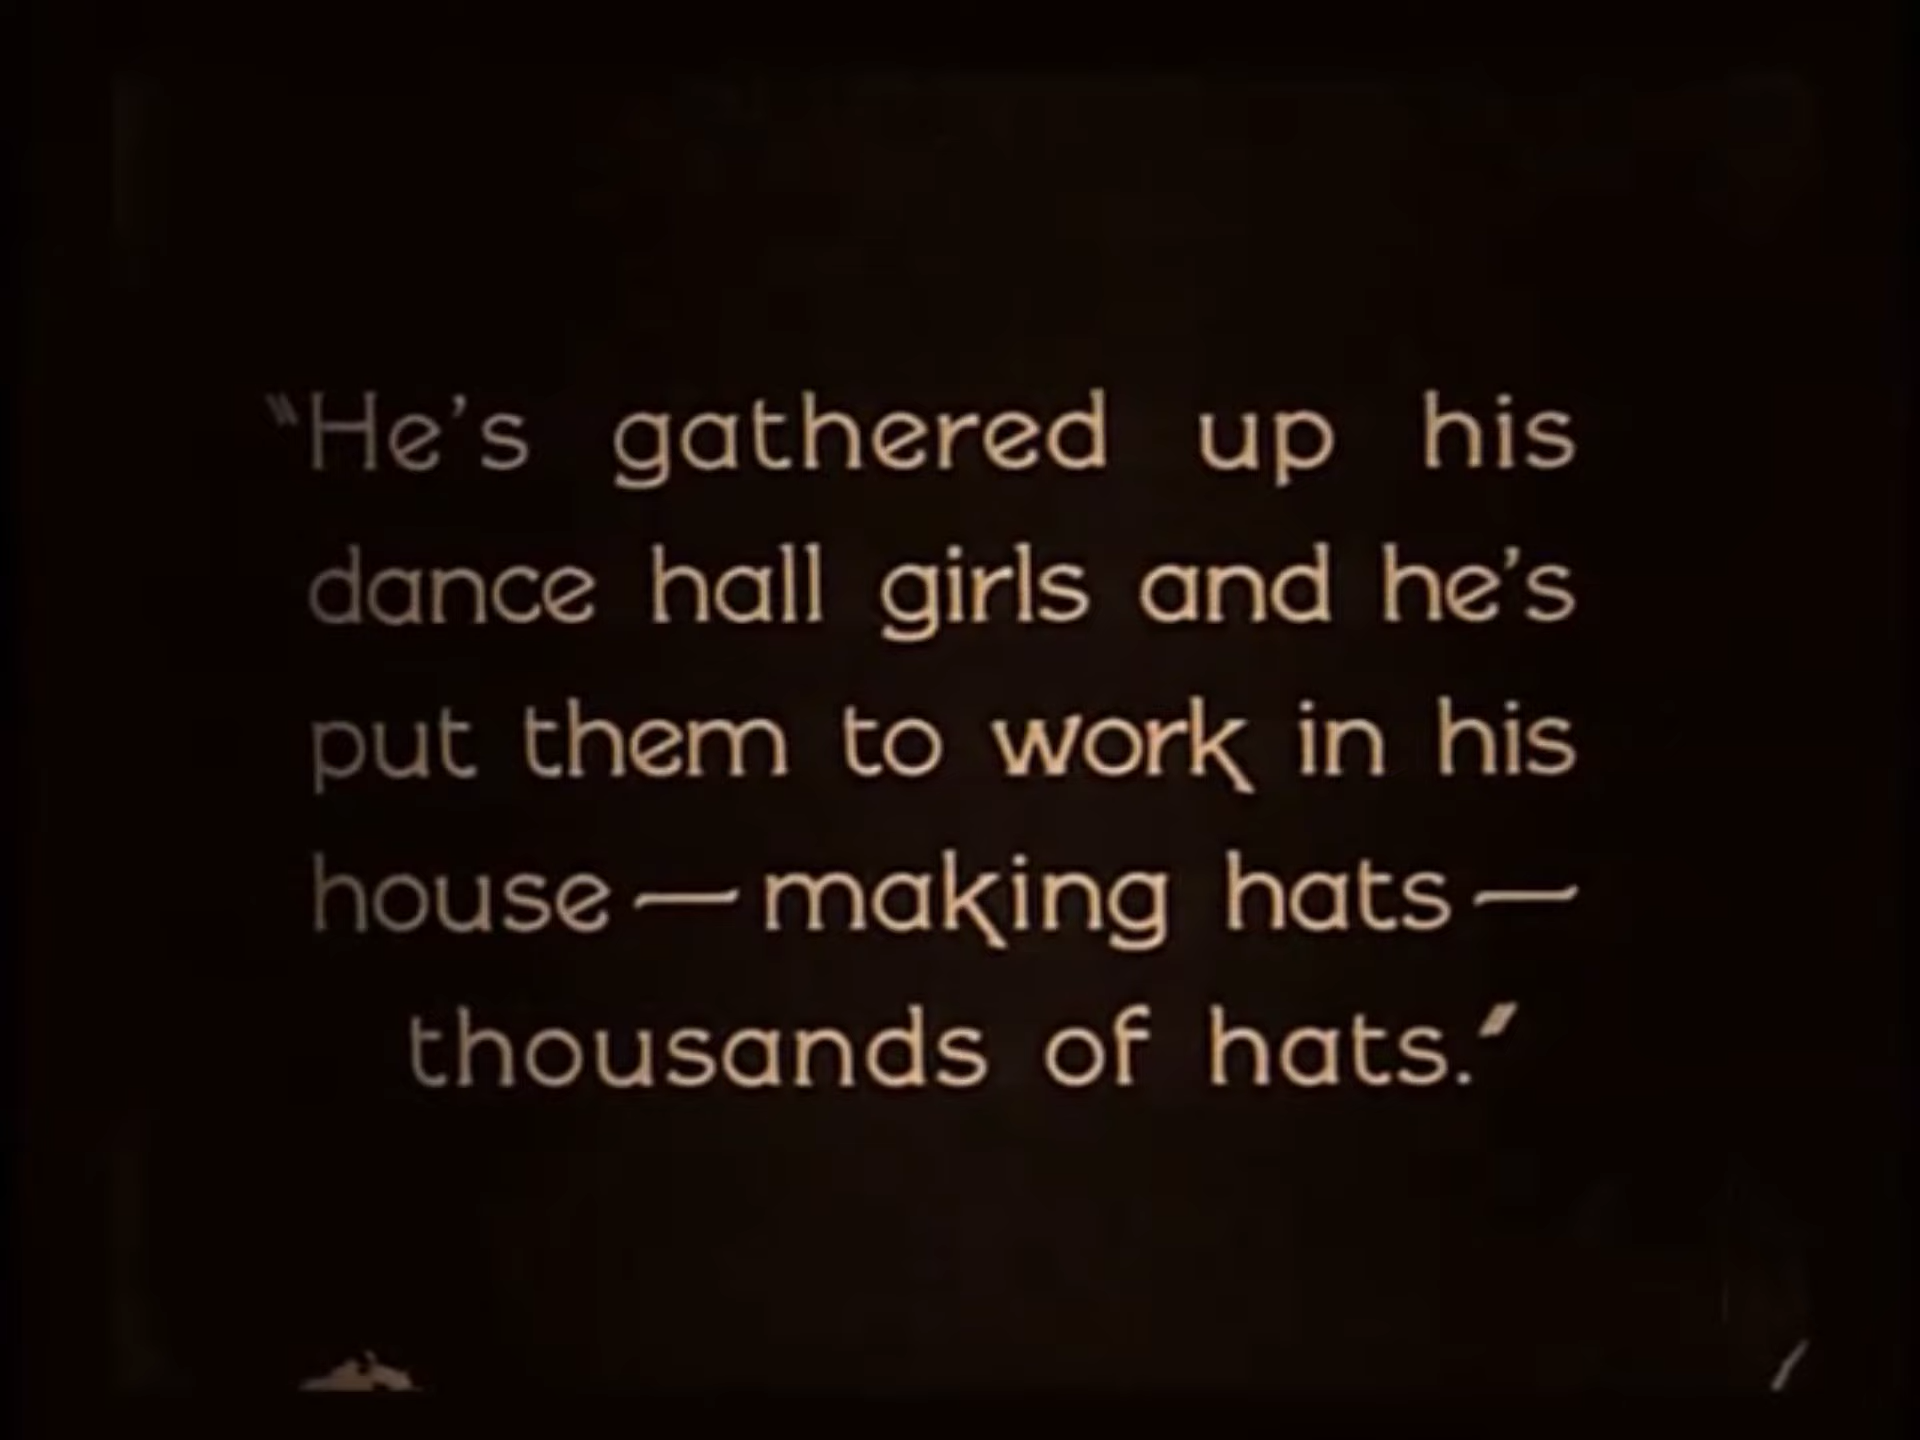 "He's gathered up his
dance hall girls and he's
put them to work in his
house — making hats —
thousands of hats."